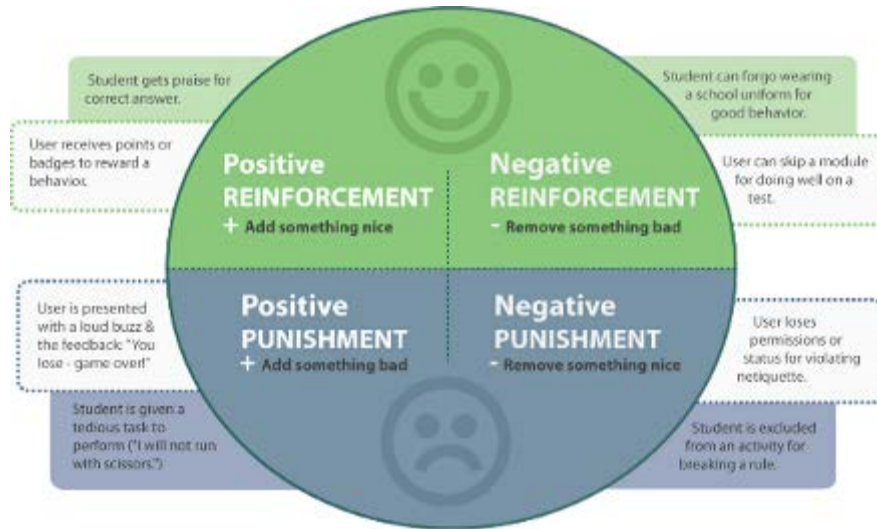 Student gets praise for
correct answer.
User receives points or
badges to reward a
behavior.
Positive
REINFORCEMENT
+ Add something nice
Negative
REINFORCEMENT
- Remove something bad
Student can forgo wearing
a school uniform for
good behavior.
User can skip a module
for doing well on a
test.
User is presented
with a loud buzz &
the feedback: "You
lose - game over!"
Student is given a
tedious task to
perform ("I will not run
with scissors.")
Positive
PUNISHMENT
+ Add something bad
Negative
PUNISHMENT
- Remove something nice
User loses
permissions or
status for violating
netiquette.
Student is excluded
from an activity for
breaking a rule.